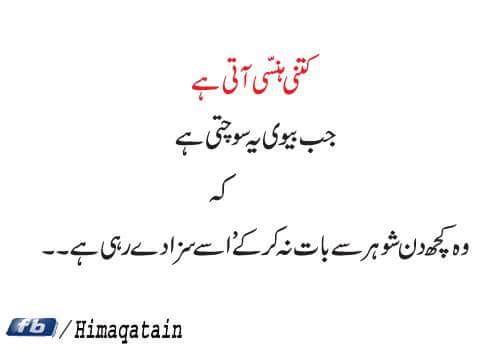 کتنی ہنسّی آتی ہے
جب بیوی یہ سوچتی ہے
کہ
وہ کچھ دن شوہر سے بات نہ کر کے اُسے سزا دے رہی ہے۔۔
fb/Himaqatain